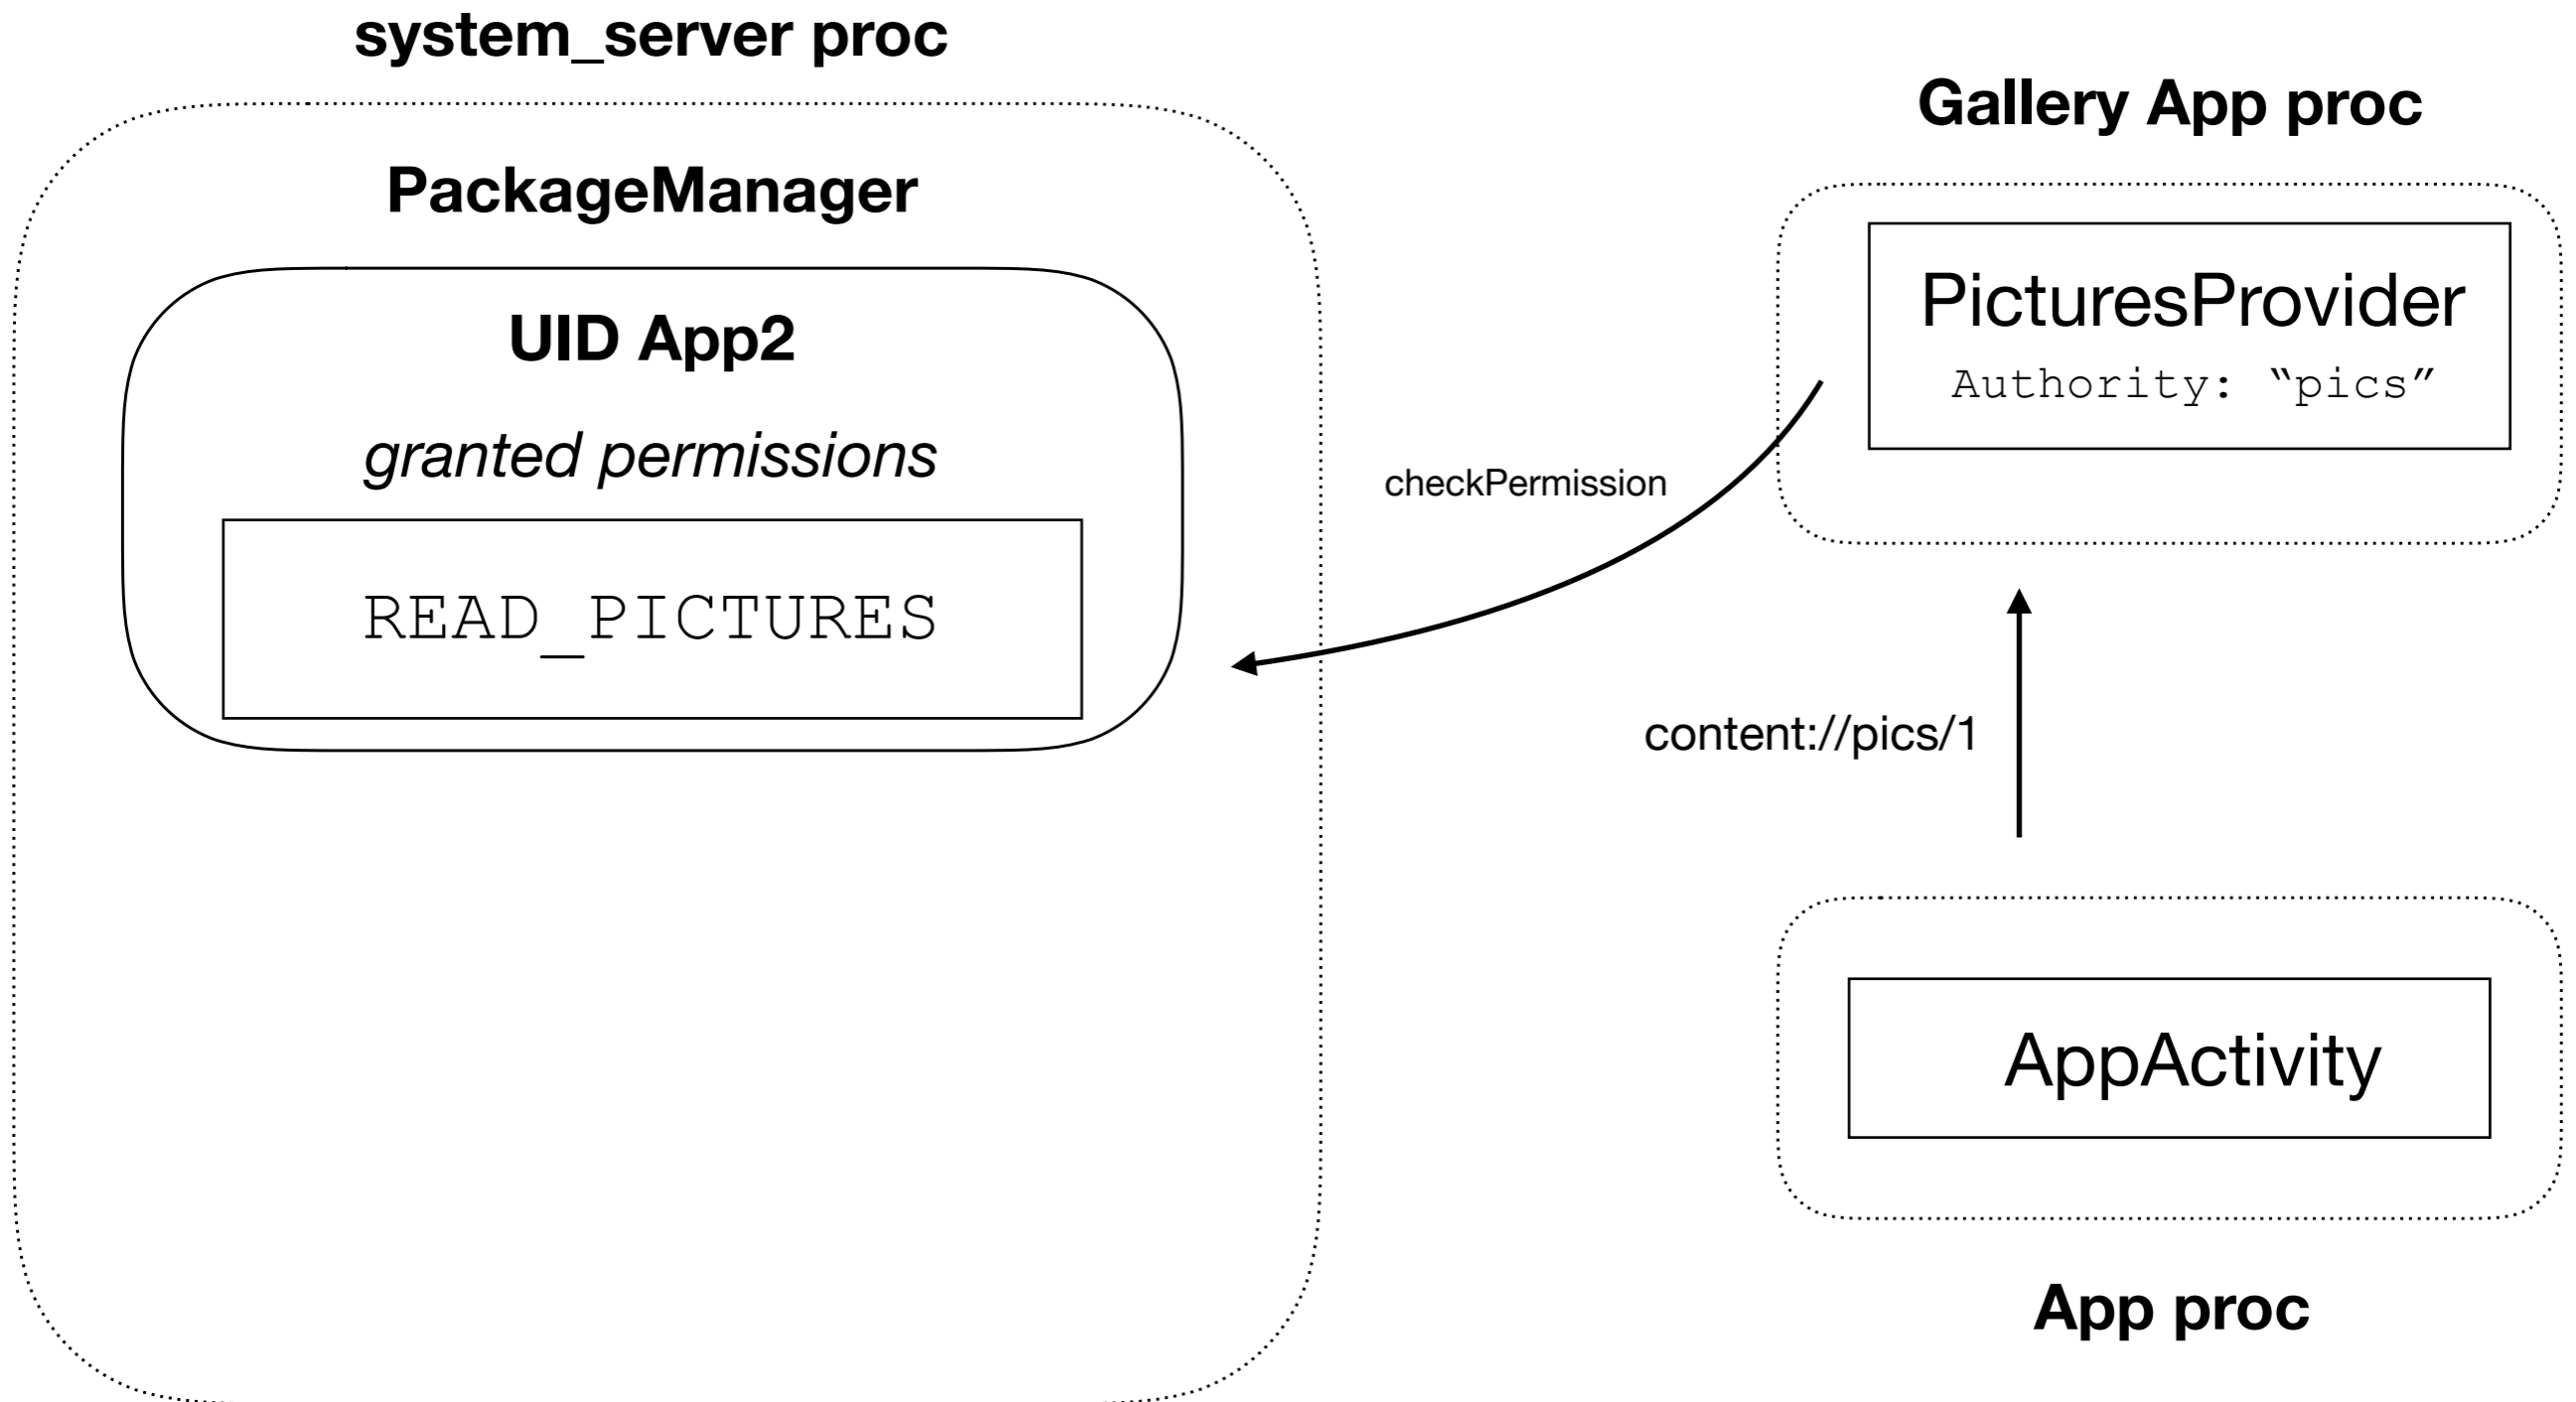 system_server proc
PackageManager
UID App2
granted permissions
READ_PICTURES
checkPermission
Gallery App proc
PicturesProvider
Authority: “pics”
content://pics/1
AppActivity
App proc